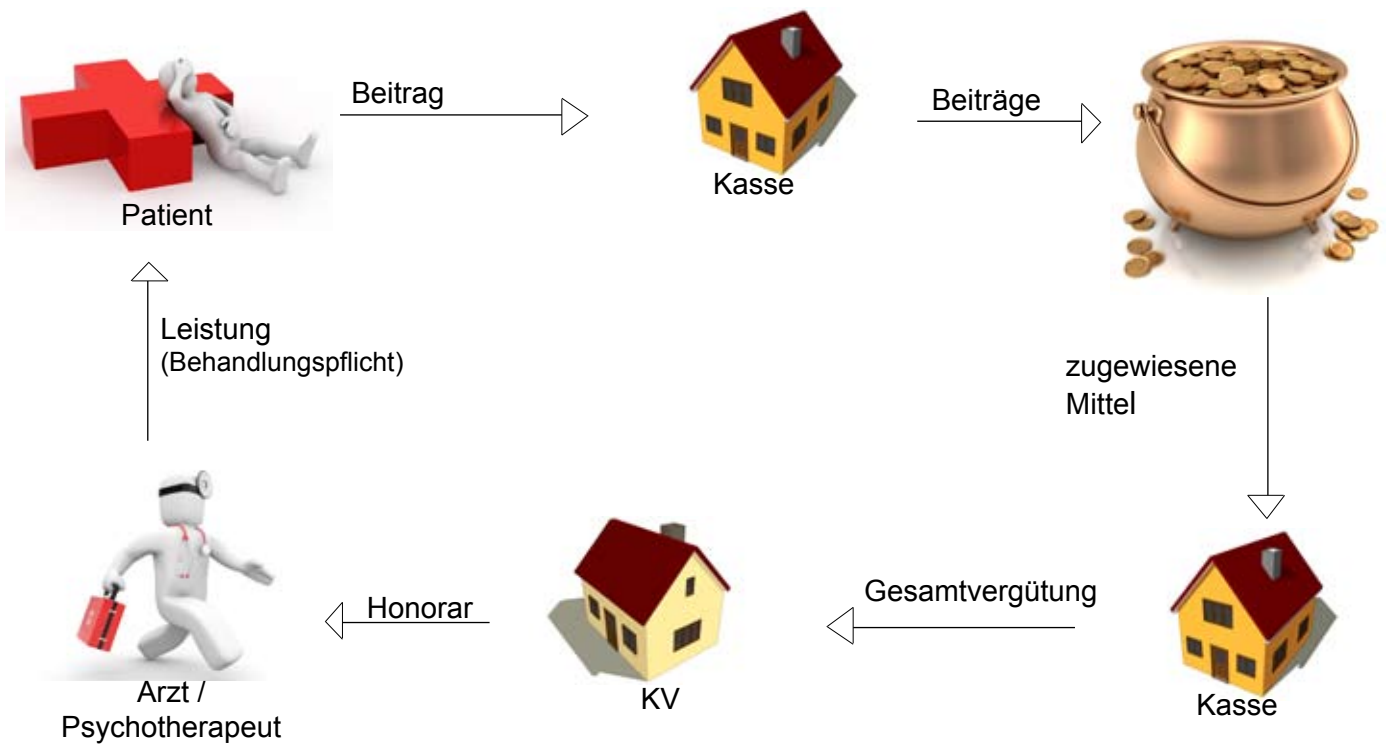 Beitrag
Beiträge
Kasse
Patient
Leistung
(Behandlungspflicht)
zugewiesene
Mittel
Gesamtvergütung
Honorar
Arzt /
Psychotherapeut
KV
Kasse